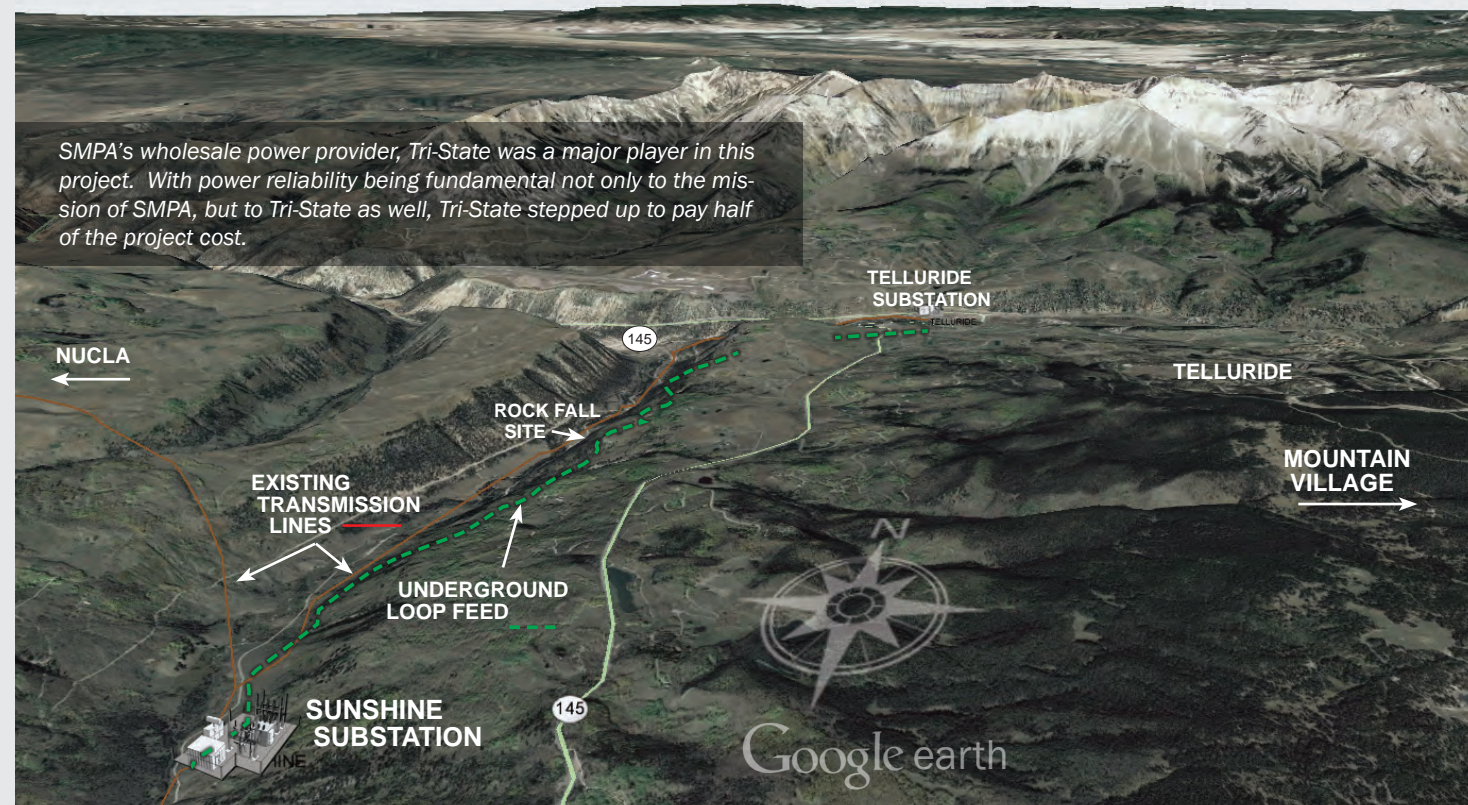 SMPA's wholesale power provider, Tri-State was a major player in this
project. With power reliability being fundamental not only to the mis-
sion of SMPA, but to Tri-State as well, Tri-State stepped up to pay half
of the project cost.
TELLURIDE
SUBSTATION
TELLURIDE
145
NUCLA
TELLURIDE
ROCK FALL
SITE
MOUNTAIN
VILLAGE
EXISTING
TRANSMISSION
LINES
N
UNDERGROUND
LOOP FEED
SUNSHINE
SUBSTATION
145
HINE
Google earth